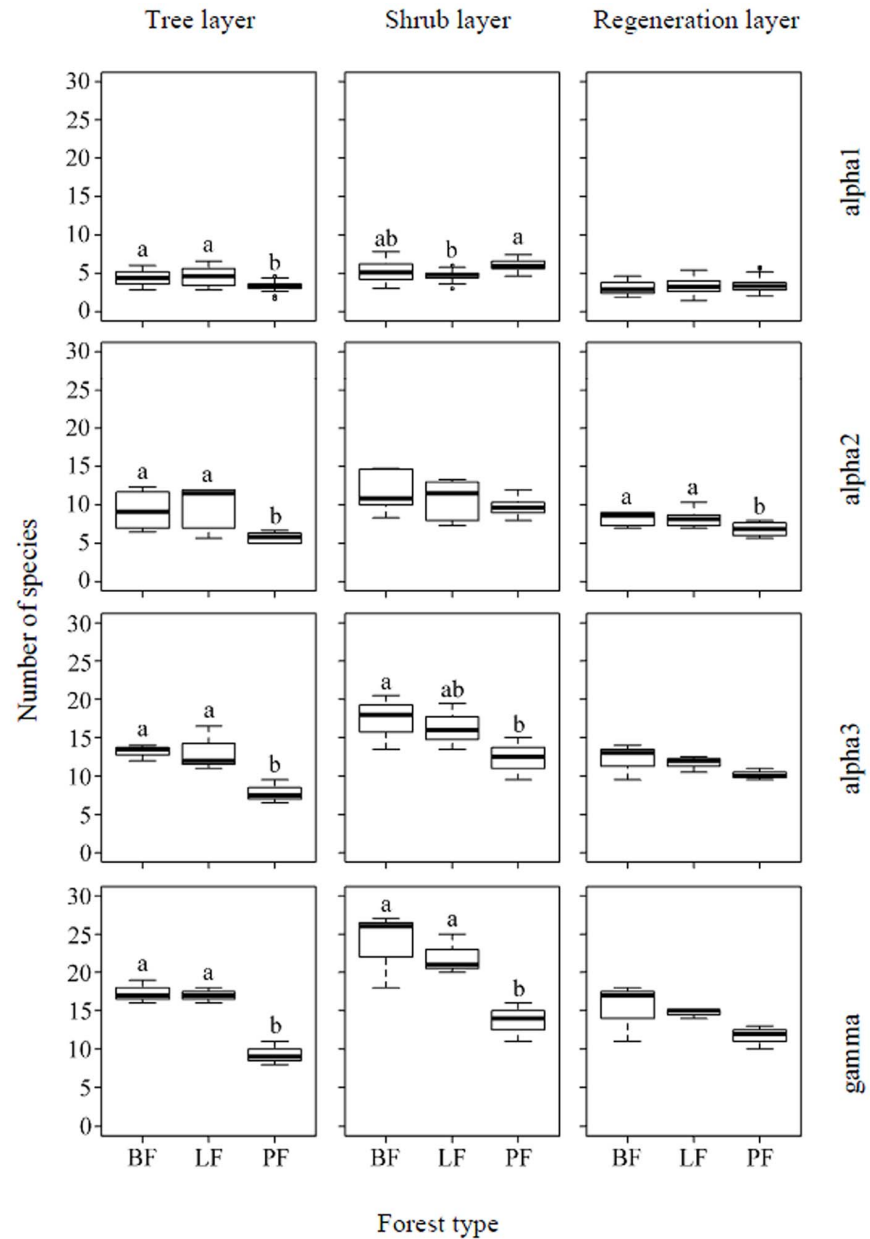 Tree layer Shrub layer Regeneration layer
30
25
20
15
10
5
0
a a b
ab b a
alpha1
30
25
20
15
10
5
0
a a b
a a b
alpha2
30
25
20
15
10
5
0
a a b
a ab b
alpha3
30
25
20
15
10
5
0
a a b
a a b
gamma
Number of species
BF LF PF BF LF PF BF LF PF
Forest type